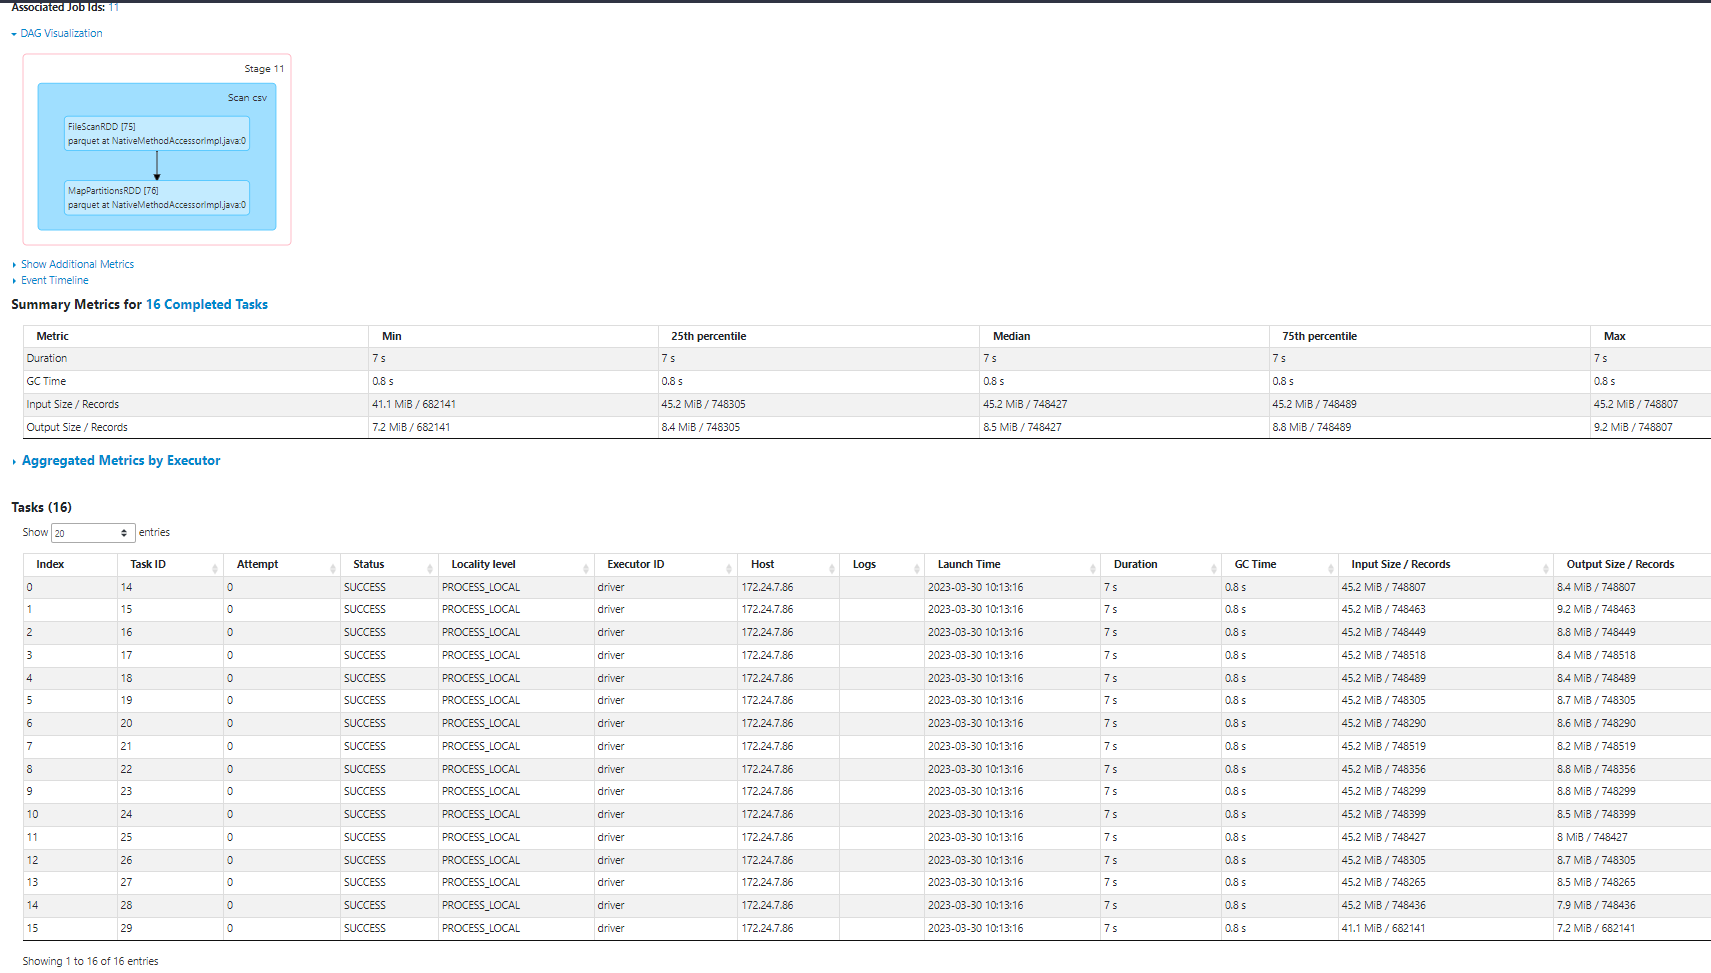 Associated Job Ids: 11
DAG Visualization
Stage 11
Scan csv
FileScanRDD [75]
parquet at NativeMethodAccessorImpl.java:0
MapPartitionsRDD [76]
parquet at NativeMethodAccessorImpl.java:0
Show Additional Metrics
Event Timeline
Summary Metrics for 16 Completed Tasks
Metric Min 25th percentile Median 75th percentile Max
Duration 7 s 7 s 7 s 7 s 7 s
GC Time 0.8 s 0.8 s 0.8 s 0.8 s 0.8 s
Input Size / Records 41.1 MiB / 682141 45.2 MiB / 748305 45.2 MiB / 748427 45.2 MiB / 748489 45.2 MiB / 748807
Output Size / Records 7.2 MiB / 682141 8.4 MiB / 748305 8.5 MiB / 748427 8.8 MiB / 748489 9.2 MiB / 748807
Aggregated Metrics by Executor
Tasks (16)
Show 20 entries
Index Task ID Attempt Status Locality level Executor ID Host Logs Launch Time Duration GC Time Input Size / Records Output Size / Records
0 14 0 SUCCESS PROCESS_LOCAL driver 172.24.7.86 2023-03-30 10:13:16 7 s 0.8 s 45.2 MiB / 748807 8.4 MiB / 748807
1 15 0 SUCCESS PROCESS_LOCAL driver 172.24.7.86 2023-03-30 10:13:16 7 s 0.8 s 45.2 MiB / 748463 9.2 MiB / 748463
2 16 0 SUCCESS PROCESS_LOCAL driver 172.24.7.86 2023-03-30 10:13:16 7 s 0.8 s 45.2 MiB / 748449 8.8 MiB / 748449
3 17 0 SUCCESS PROCESS_LOCAL driver 172.24.7.86 2023-03-30 10:13:16 7 s 0.8 s 45.2 MiB / 748518 8.4 MiB / 748518
4 18 0 SUCCESS PROCESS_LOCAL driver 172.24.7.86 2023-03-30 10:13:16 7 s 0.8 s 45.2 MiB / 748489 8.4 MiB / 748489
5 19 0 SUCCESS PROCESS_LOCAL driver 172.24.7.86 2023-03-30 10:13:16 7 s 0.8 s 45.2 MiB / 748305 8.7 MiB / 748305
6 20 0 SUCCESS PROCESS_LOCAL driver 172.24.7.86 2023-03-30 10:13:16 7 s 0.8 s 45.2 MiB / 748290 8.6 MiB / 748290
7 21 0 SUCCESS PROCESS_LOCAL driver 172.24.7.86 2023-03-30 10:13:16 7 s 0.8 s 45.2 MiB / 748519 8.2 MiB / 748519
8 22 0 SUCCESS PROCESS_LOCAL driver 172.24.7.86 2023-03-30 10:13:16 7 s 0.8 s 45.2 MiB / 748356 8.8 MiB / 748356
9 23 0 SUCCESS PROCESS_LOCAL driver 172.24.7.86 2023-03-30 10:13:16 7 s 0.8 s 45.2 MiB / 748299 8.8 MiB / 748299
10 24 0 SUCCESS PROCESS_LOCAL driver 172.24.7.86 2023-03-30 10:13:16 7 s 0.8 s 45.2 MiB / 748399 8.5 MiB / 748399
11 25 0 SUCCESS PROCESS_LOCAL driver 172.24.7.86 2023-03-30 10:13:16 7 s 0.8 s 45.2 MiB / 748427 8 MiB / 748427
12 26 0 SUCCESS PROCESS_LOCAL driver 172.24.7.86 2023-03-30 10:13:16 7 s 0.8 s 45.2 MiB / 748305 8.7 MiB / 748305
13 27 0 SUCCESS PROCESS_LOCAL driver 172.24.7.86 2023-03-30 10:13:16 7 s 0.8 s 45.2 MiB / 748265 8.5 MiB / 748265
14 28 0 SUCCESS PROCESS_LOCAL driver 172.24.7.86 2023-03-30 10:13:16 7 s 0.8 s 45.2 MiB / 748436 7.9 MiB / 748436
15 29 0 SUCCESS PROCESS_LOCAL driver 172.24.7.86 2023-03-30 10:13:16 7 s 0.8 s 41.1 MiB / 682141 7.2 MiB / 682141
Showing 1 to 16 of 16 entries